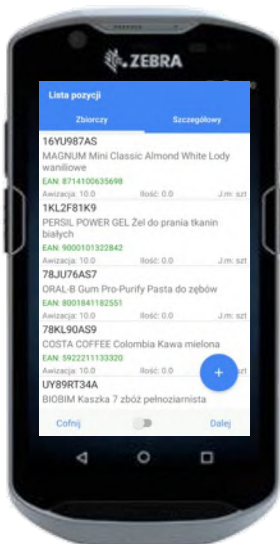 ZEBRA
Lista pozycji
Zbiorczy Szczegółowy
16YU987AS
MAGNUM Mini Classic Almond White Lody
waniliowe
EAN: 8714100635698
Awizacja: 10.0 Ilość: 0.0 J.m: szt
1KL2F81K9
PERSIL POWER GEL Żel do prania tkanin
białych
EAN: 9000101322842
Awizacja: 10.0 Ilość: 0.0 J.m: szt
78JU76AS7
ORAL-B Gum Pro-Purify Pasta do zębów
EAN: 8001841182551
Awizacja: 10.0 Ilość: 0.0 J.m: szt
78KL90AS9
COSTA COFFEE Colombia Kawa mielona
EAN: 5922211133320
Awizacja: 10.0 Ilość: 0.0 szt
UY89RT34A
BIOBIM Kaszka 7 zbóż pełnoziarnista
Cofnij Dalej